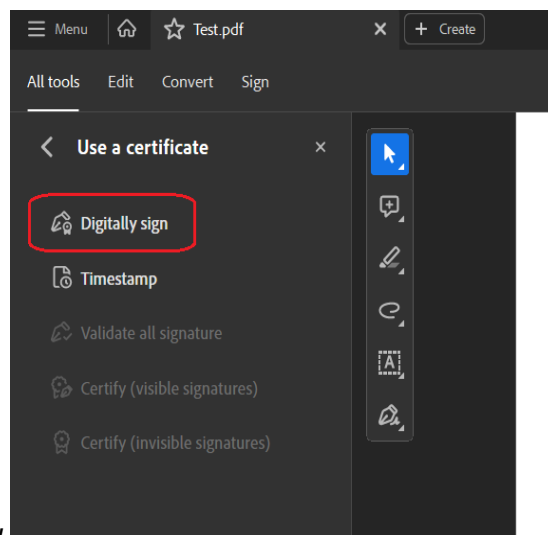 Menu Test.pdf Create
All tools Edit Convert Sign
Use a certificate
Digitally sign
Timestamp
Validate all signature
Certify (visible signatures)
Certify (invisible signatures)
A